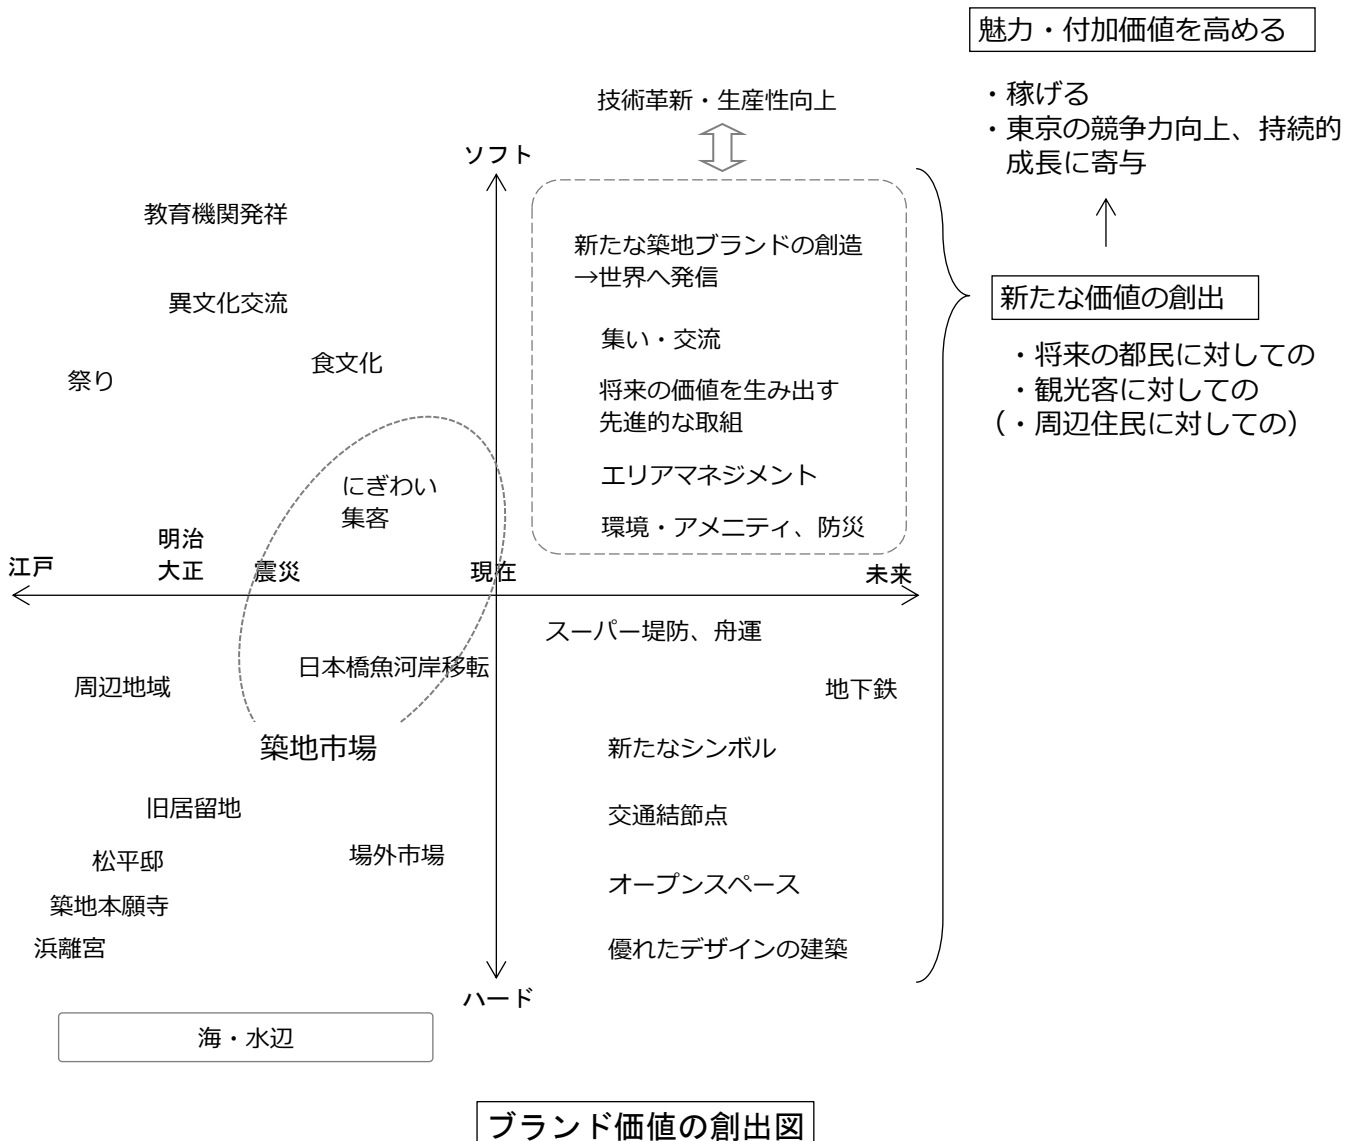 魅力・付加価値を高める
・稼げる
・東京の競争力向上、持続的
成長に寄与
技術革新・生産性向上
ソフト
教育機関発祥
異文化交流
食文化
祭り
新たな築地ブランドの創造
→世界へ発信
集い・交流
将来の価値を生み出す
先進的な取組
エリアマネジメント
環境・アメニティ、防災
新たな価値の創出
・将来の都民に対しての
・観光客に対しての
(・周辺住民に対しての)
にぎわい
集客
江戸
明治
大正
震災
現在
未来
スーパー堤防、舟運
日本橋魚河岸移転
周辺地域
地下鉄
築地市場
新たなシンボル
旧居留地
交通結節点
松平邸
場外市場
オープンスペース
築地本願寺
浜離宮
優れたデザインの建築
ハード
海・水辺
ブランド価値の創出図